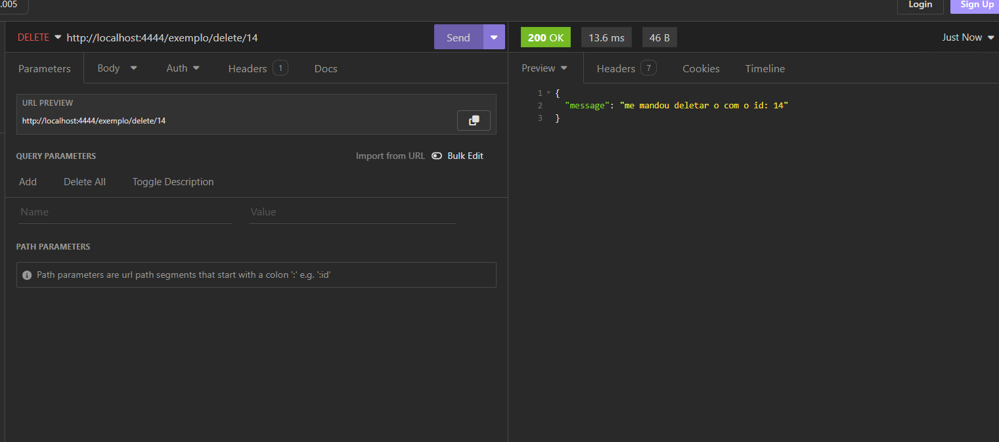 .005
Login
Sign Up
DELETE http://localhost:4444/exemplo/delete/14
Send
200 OK
13.6 ms
46 B
Just Now
Parameters
Body
Auth
Headers 1
Docs
Preview
Headers 7
Cookies
Timeline
URL PREVIEW
http://localhost:4444/exemplo/delete/14
1 {
2 "message": "me mandou deletar o com o id: 14"
3 }
QUERY PARAMETERS
Import from URL
Bulk Edit
Add
Delete All
Toggle Description
Name
Value
PATH PARAMETERS
Path parameters are url path segments that start with a colon ':' e.g. ':id'